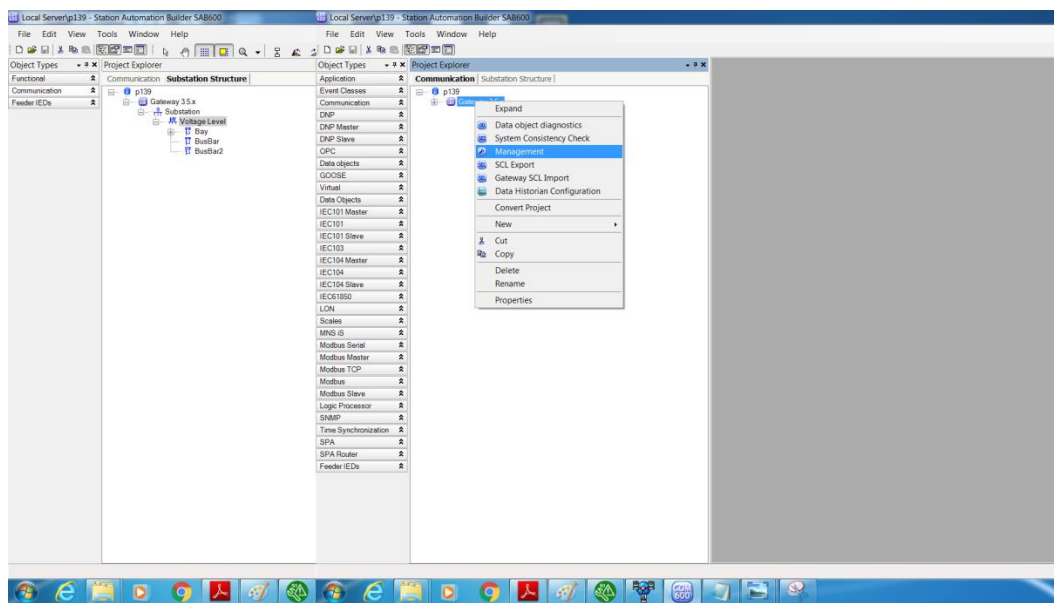 Local Server\p139 - Station Automation Builder SAB600
File Edit View Tools Window Help
Object Types
Functional
Communication
Feeder IEDs
Project Explorer
Communication Substation Structure
p139
Gateway 3.5.x
Substation
Voltage Level
Bay
BusBar
BusBar2
Local Server\p139 - Station Automation Builder SAB600
File Edit View Tools Window Help
Object Types
Application
Event Classes
Communication
DNP
DNP Master
DNP Slave
OPC
Data objects
GOOSE
Virtual
Data Objects
IEC101 Master
IEC101
IEC101 Slave
IEC103
IEC104 Master
IEC104
IEC104 Slave
IEC61850
LON
Scales
MNS iS
Modbus Serial
Modbus Master
Modbus TCP
Modbus
Modbus Slave
Logic Processor
SNMP
Time Synchronization
SPA
SPA Router
Feeder IEDs
Project Explorer
Communication Substation Structure
p139
Expand
Data object diagnostics
System Consistency Check
Management
SCL Export
Gateway SCL Import
Data Historian Configuration
Convert Project
New
Cut
Copy
Delete
Rename
Properties
600